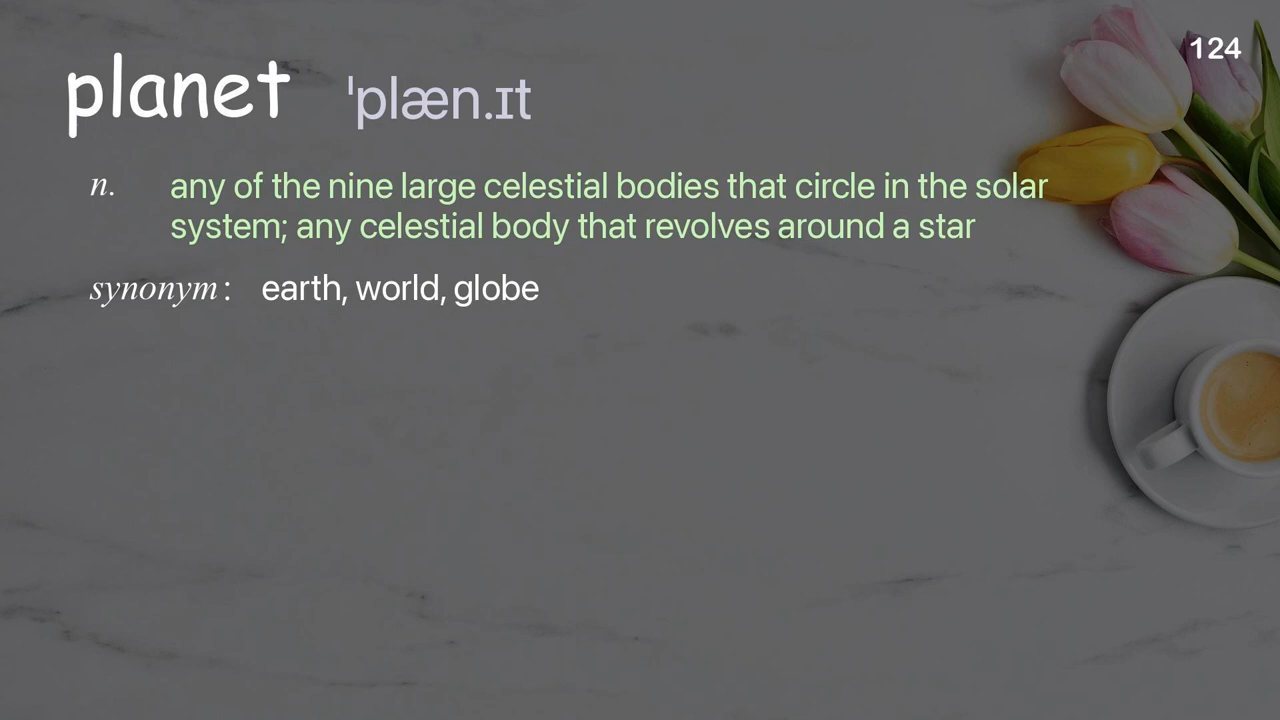 124
planet ˈplæn.ɪt
n. any of the nine large celestial bodies that circle in the solar
system; any celestial body that revolves around a star
synonym: earth, world, globe